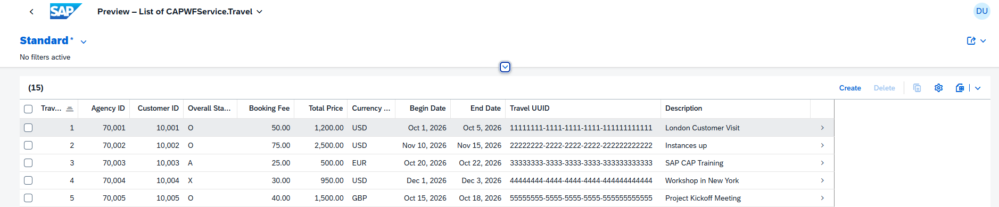 SAP Preview – List of CAPWFService.Travel DU
Standard *
No filters active
(15) Create Delete
Trav... Agency ID Customer ID Overall Sta... Booking Fee Total Price Currency ... Begin Date End Date Travel UUID Description
1 70,001 10,001 O 50.00 1,200.00 USD Oct 1, 2026 Oct 5, 2026 11111111-1111-1111-1111-111111111111 London Customer Visit
2 70,002 10,002 O 75.00 2,500.00 USD Nov 10, 2026 Nov 15, 2026 22222222-2222-2222-2222-222222222222 Instances up
3 70,003 10,003 A 25.00 500.00 EUR Oct 20, 2026 Oct 22, 2026 33333333-3333-3333-3333-333333333333 SAP CAP Training
4 70,004 10,004 X 30.00 950.00 USD Dec 1, 2026 Dec 3, 2026 44444444-4444-4444-4444-444444444444 Workshop in New York
5 70,005 10,005 O 40.00 1,500.00 GBP Oct 15, 2026 Oct 18, 2026 55555555-5555-5555-5555-555555555555 Project Kickoff Meeting